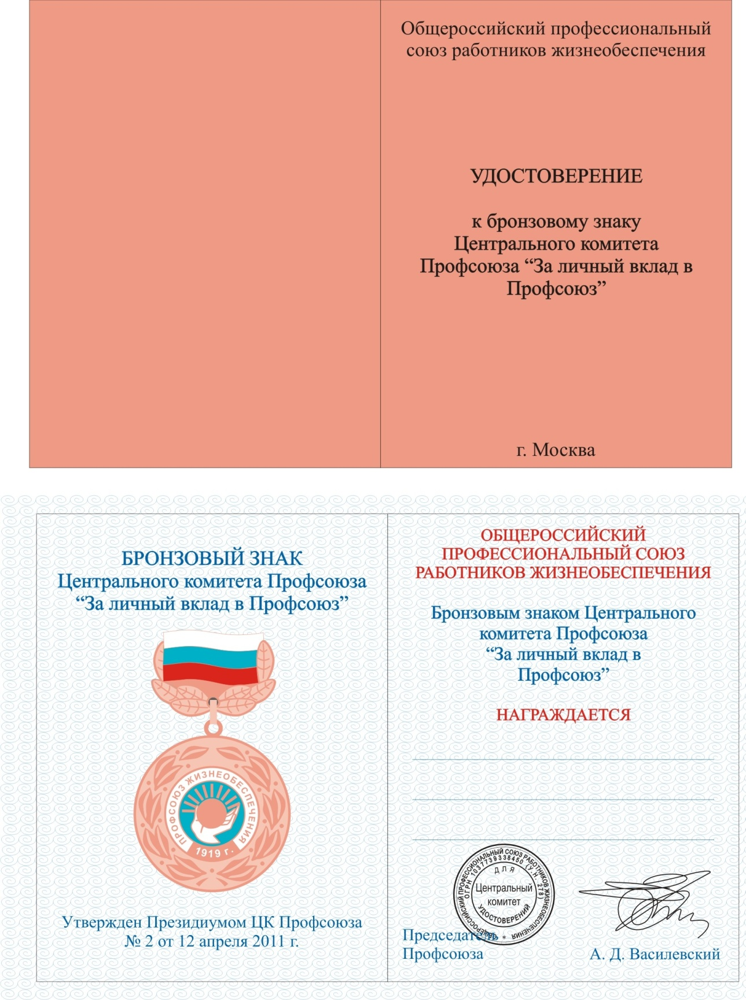 Общероссийский профессиональный
союз работников жизнеобеспечения
УДОСТОВЕРЕНИЕ
к бронзовому знаку
Центрального комитета
Профсоюза “За личный вклад в
Профсоюз”
г. Москва
БРОНЗОВЫЙ ЗНАК
Центрального комитета Профсоюза
“За личный вклад в Профсоюз”
ПРОФСОЮЗ ЖИЗНЕОБЕСПЕЧЕНИЯ
1919 г.
Утвержден Президиумом ЦК Профсоюза
№ 2 от 12 апреля 2011 г.
ОБЩЕРОССИЙСКИЙ
ПРОФЕССИОНАЛЬНЫЙ СОЮЗ
РАБОТНИКОВ ЖИЗНЕОБЕСПЕЧЕНИЯ
Бронзовым знаком Центрального
комитета Профсоюза
“За личный вклад в
Профсоюз”
НАГРАЖДАЕТСЯ
ОБЩЕРОССИЙСКИЙ ПРОФЕССИОНАЛЬНЫЙ СОЮЗ РАБОТНИКОВ ЖИЗНЕОБЕСПЕЧЕНИЯ *
ОГРН 1037739338450 (У.Н. 278)
ДЛЯ
Центральный
комитет
УДОСТОВЕРЕНИЙ
Председатель
Профсоюза
А. Д. Василевский